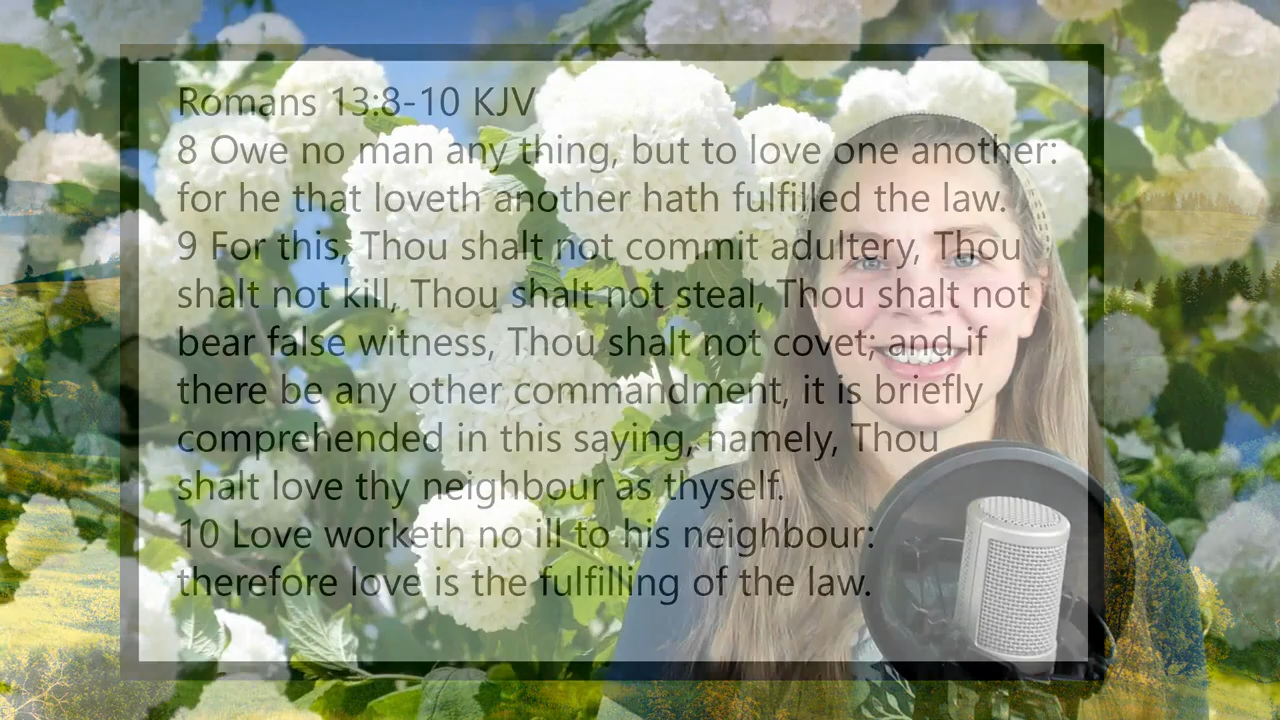 Romans 13:8-10 KJV
8 Owe no man any thing, but to love one another:
for he that loveth another hath fulfilled the law.
9 For this, Thou shalt not commit adultery, Thou
shalt not kill, Thou shalt not steal, Thou shalt not
bear false witness, Thou shalt not covet; and if
there be any other commandment, it is briefly
comprehended in this saying, namely, Thou
shalt love thy neighbour as thyself.
10 Love worketh no ill to his neighbour:
therefore love is the fulfilling of the law.